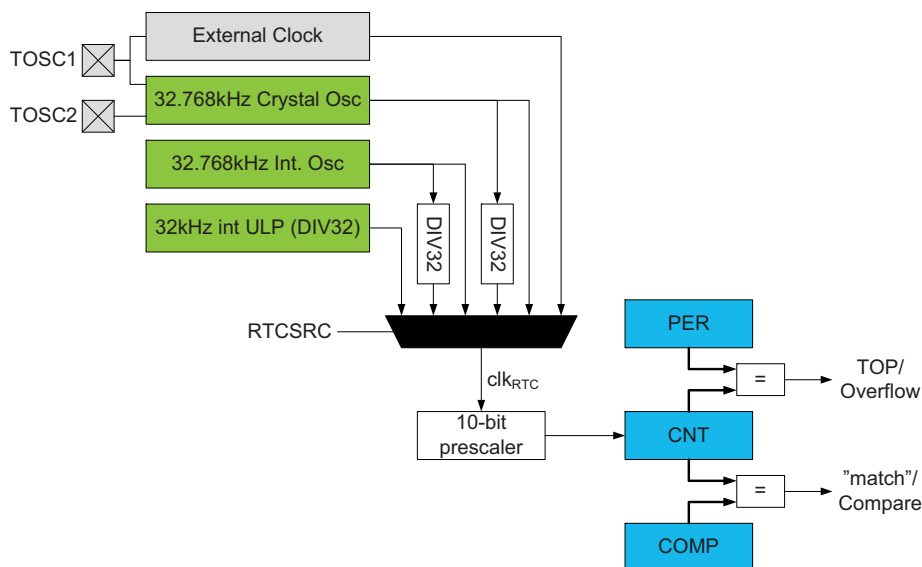 External Clock
TOSC1
32.768kHz Crystal Osc
TOSC2
32.768kHz Int. Osc
32kHz int ULP (DIV32)
DIV32
DIV32
RTCSRC
PER
clkRTC
=
TOP/
Overflow
10-bit
prescaler
CNT
=
”match”/
Compare
COMP